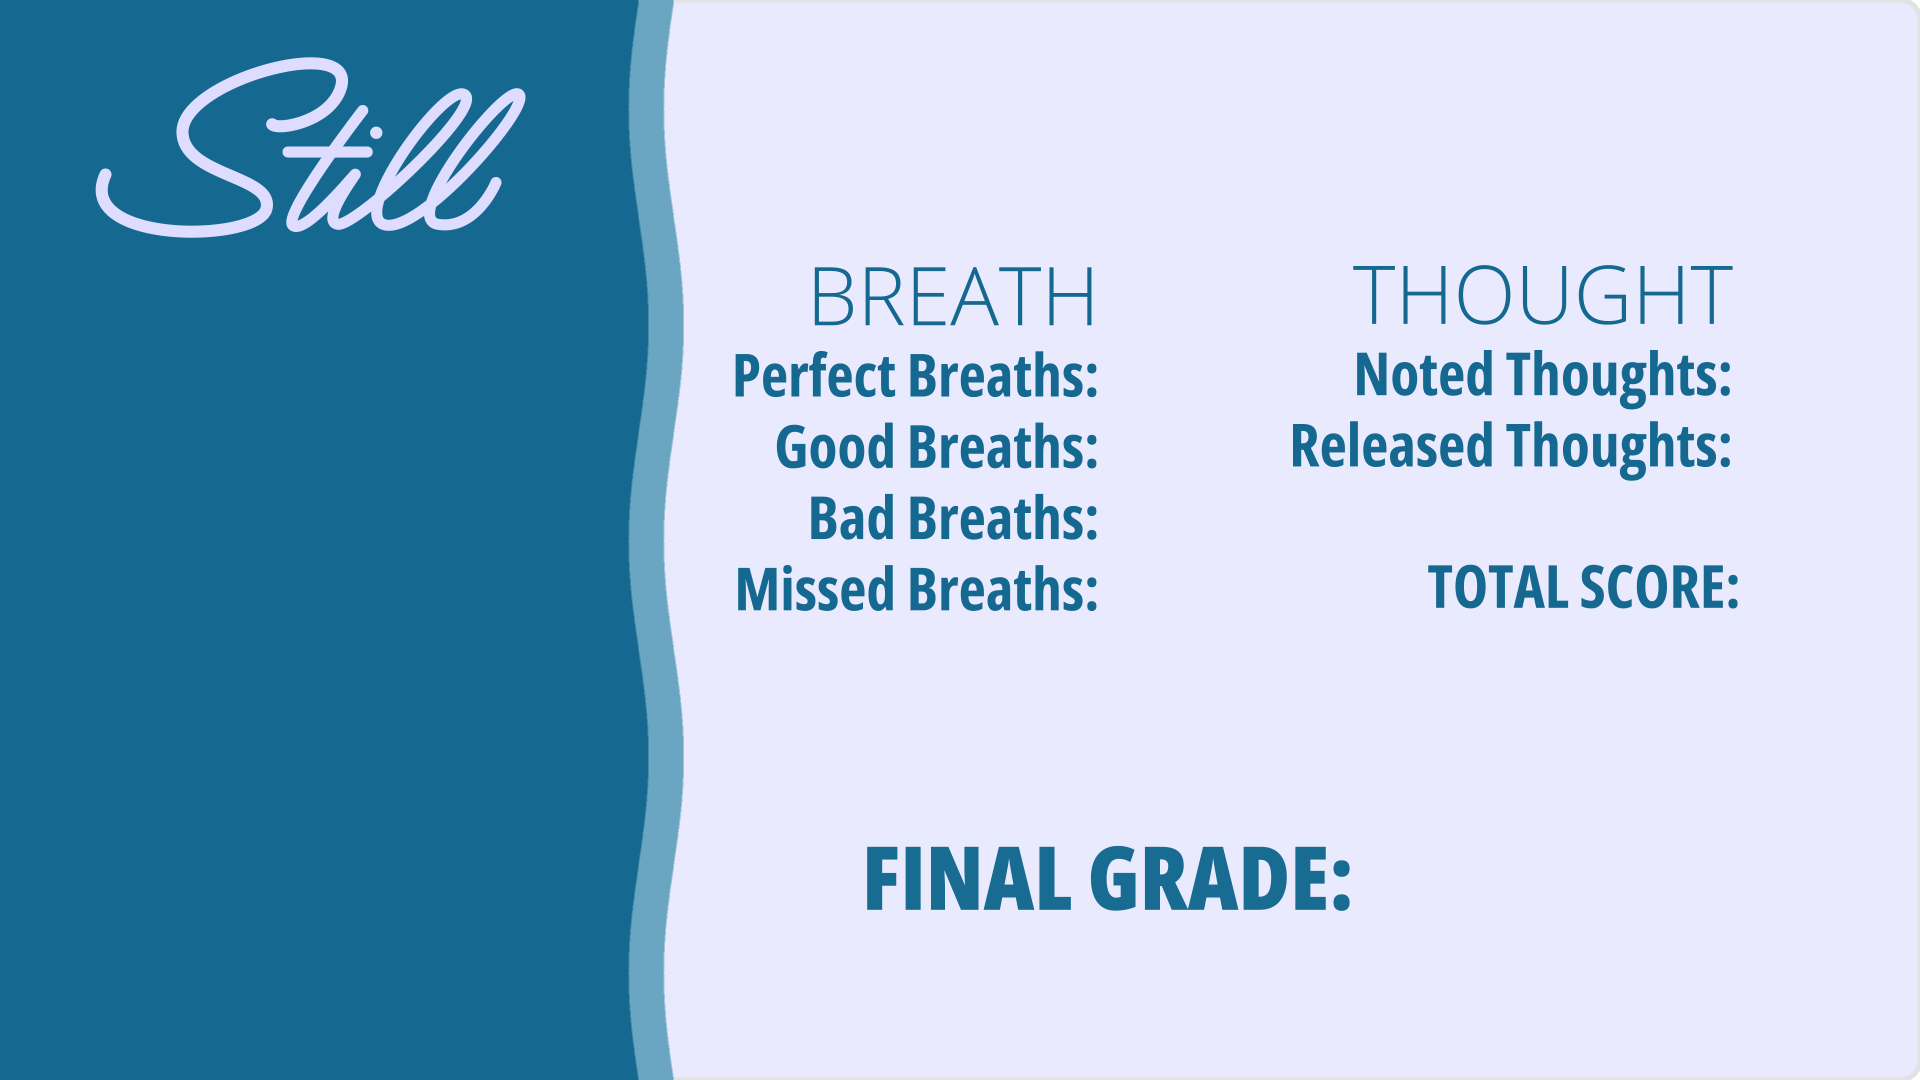 Still
BREATH
Perfect Breaths:
Good Breaths:
Bad Breaths:
Missed Breaths:
THOUGHT
Noted Thoughts:
Released Thoughts:
TOTAL SCORE:
FINAL GRADE: